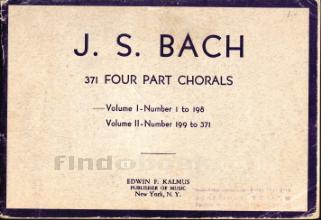 J. S. BACH
371 FOUR PART CHORALS
Volume I-Number 1 to 198
Volume II-Number 199 to 371
EDWIN F. KALMUS
PUBLISHER OF MUSIC
New York, N. Y.